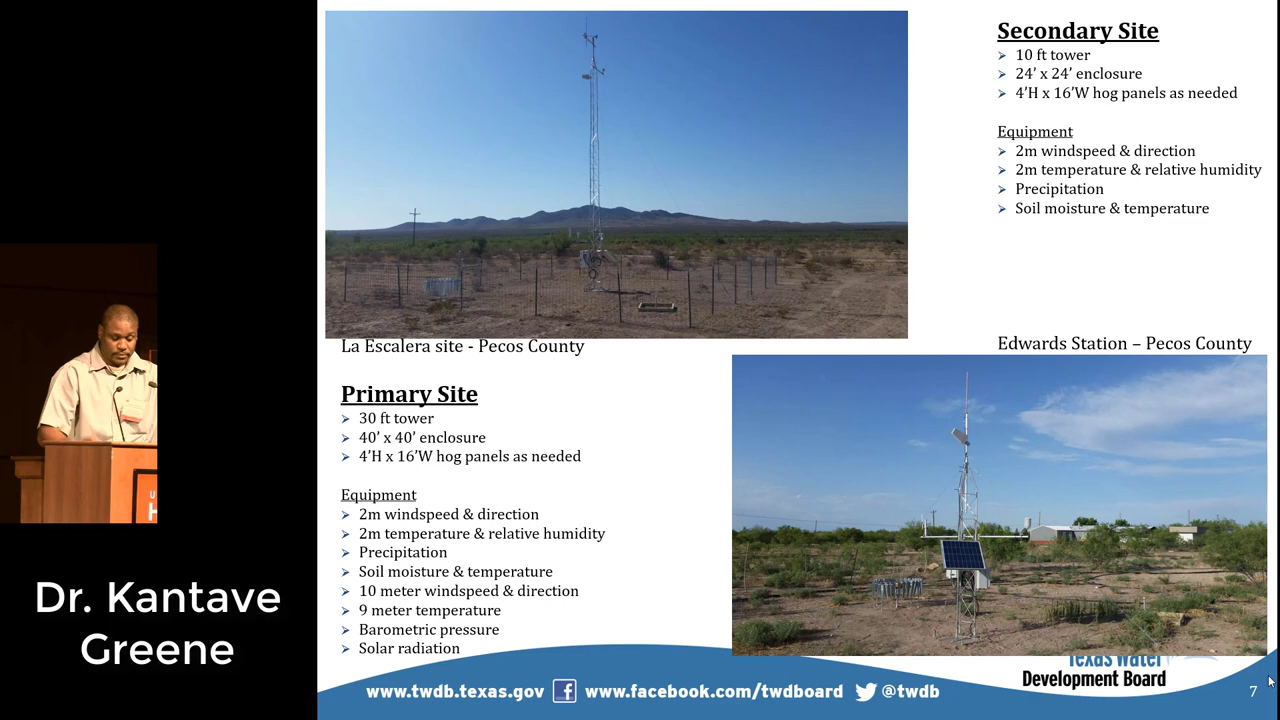 Dr. Kantave
Greene
La Escalera site - Pecos County
Primary Site
30 ft tower
40’ x 40’ enclosure
4’H x 16’W hog panels as needed
Equipment
2m windspeed & direction
2m temperature & relative humidity
Precipitation
Soil moisture & temperature
10 meter windspeed & direction
9 meter temperature
Barometric pressure
Solar radiation
Secondary Site
10 ft tower
24’ x 24’ enclosure
4’H x 16’W hog panels as needed
Equipment
2m windspeed & direction
2m temperature & relative humidity
Precipitation
Soil moisture & temperature
Edwards Station – Pecos County
www.twdb.texas.gov
www.facebook.com/twdboard
@twdb
Texas Water
Development Board
7